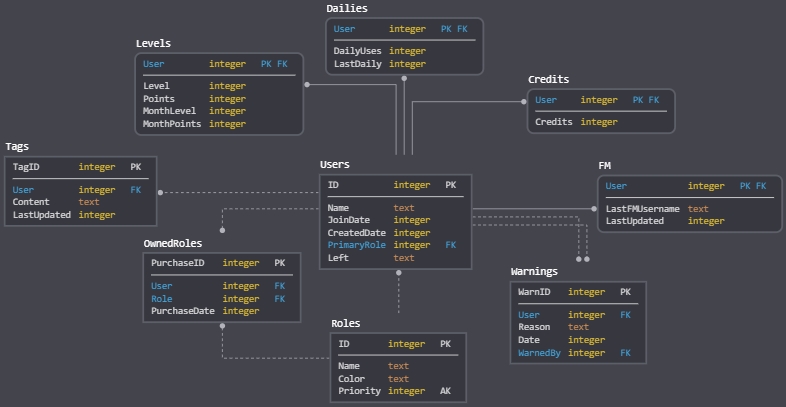 Dailies
User integer PK FK
DailyUses integer
LastDaily integer
Levels
User integer PK FK
Level integer
Points integer
MonthLevel integer
MonthPoints integer
Credits
User integer PK FK
Credits integer
Tags
TagID integer PK
User integer FK
Content text
LastUpdated integer
Users
ID integer PK
Name text
JoinDate integer
CreatedDate integer
PrimaryRole integer FK
Left text
FM
User integer PK FK
LastFMUsername text
LastUpdated integer
OwnedRoles
PurchaseID integer PK
User integer FK
Role integer FK
PurchaseDate integer
Warnings
WarnID integer PK
User integer FK
Reason text
Date integer
WarnedBy integer FK
Roles
ID integer PK
Name text
Color text
Priority integer AK